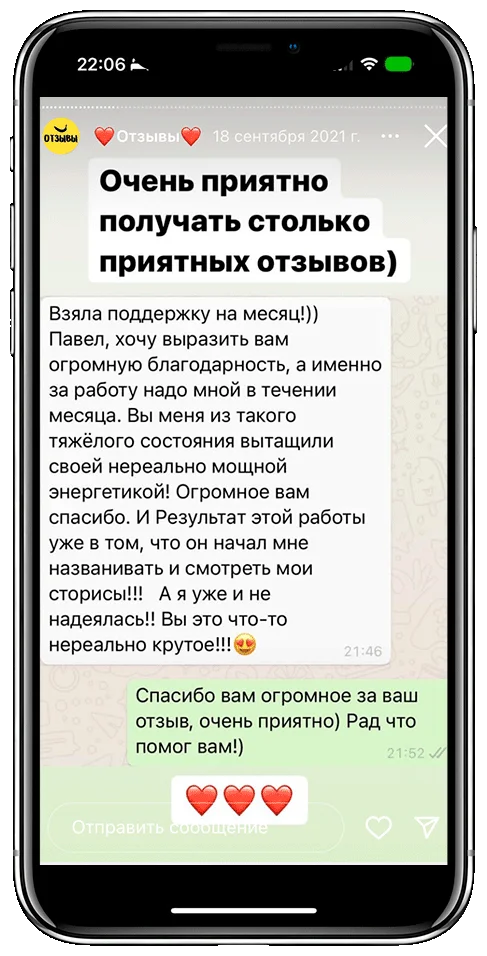 22:06
ОТЗЫВЫ
❤️Отзывы❤️ 18 сентября 2021 г.
Очень приятно
получать столько
приятных отзывов)
Взяла поддержку на месяц!))
Павел, хочу выразить вам
огромную благодарность, а именно
за работу надо мной в течении
месяца. Вы меня из такого
тяжёлого состояния вытащили
своей нереально мощной
энергетикой! Огромное вам
спасибо. И Результат этой работы
уже в том, что он начал мне
названивать и смотреть мои
сторисы!!! А я уже и не
надеялась!! Вы это что-то
нереально крутое!!!😍
21:46
Спасибо вам огромное за ваш
отзыв, очень приятно) Рад что
помог вам!)
21:52
❤️❤️❤️
Отправить сообщение